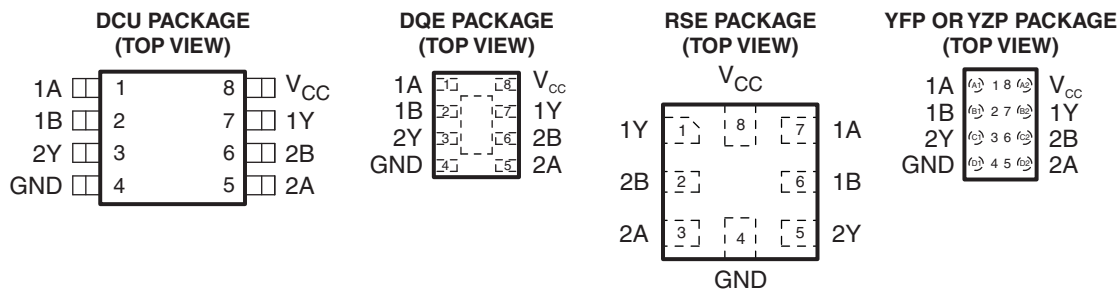 DCU PACKAGE
(TOP VIEW)
1A 1 8 VCC
1B 2 7 1Y
2Y 3 6 2B
GND 4 5 2A
DQE PACKAGE
(TOP VIEW)
1A 1 8 VCC
1B 2 7 1Y
2Y 3 6 2B
GND 4 5 2A
RSE PACKAGE
(TOP VIEW)
VCC
1Y 1 8 7 1A
2B 2 6 1B
2A 3 4 5 2Y
GND
YFP OR YZP PACKAGE
(TOP VIEW)
1A A1 1 8 A2 VCC
1B B1 2 7 B2 1Y
2Y C1 3 6 C2 2B
GND D1 4 5 D2 2A